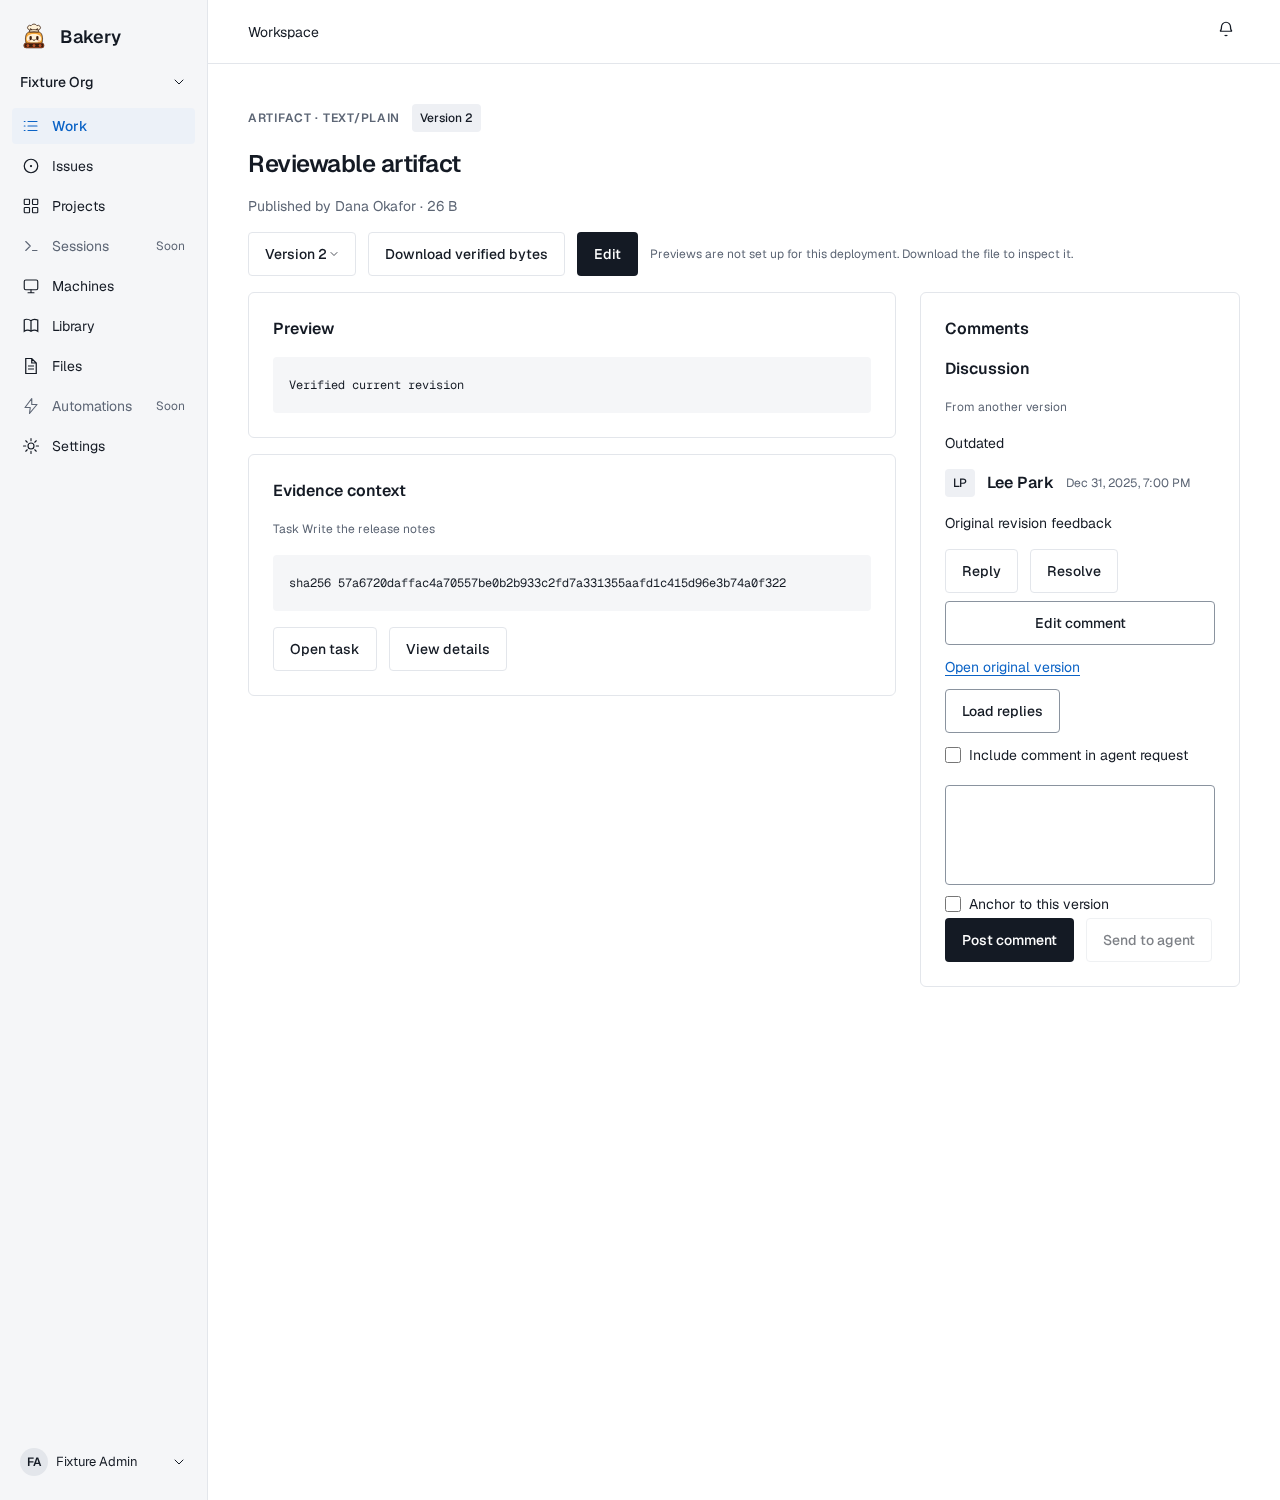 Bakery
Fixture Org
Work
Issues
Projects
Sessions Soon
Machines
Library
Files
Automations Soon
Settings
FA Fixture Admin
Workspace
ARTIFACT · TEXT/PLAIN Version 2
Reviewable artifact
Published by Dana Okafor · 26 B
Version 2 Download verified bytes Edit Previews are not set up for this deployment. Download the file to inspect it.
Preview
Verified current revision
Evidence context
Task Write the release notes
sha256 57a6720daffac4a70557be0b2b933c2fd7a331355aafd1c415d96e3b74a0f322
Open task View details
Comments
Discussion
From another version
Outdated
LP Lee Park Dec 31, 2025, 7:00 PM
Original revision feedback
Reply Resolve
Edit comment
Open original version
Load replies
Include comment in agent request
Anchor to this version
Post comment Send to agent